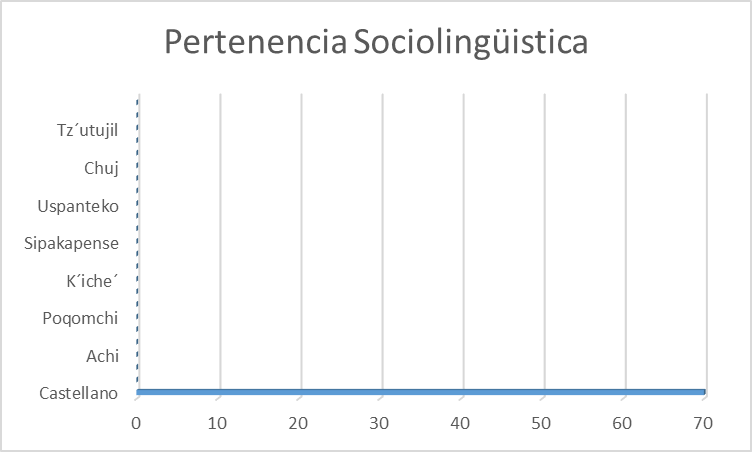 Pertenencia Sociolingüistica
Tz´utujil
Chuj
Uspanteko
Sipakapense
K´iche´
Poqomchi
Achi
Castellano
0 10 20 30 40 50 60 70